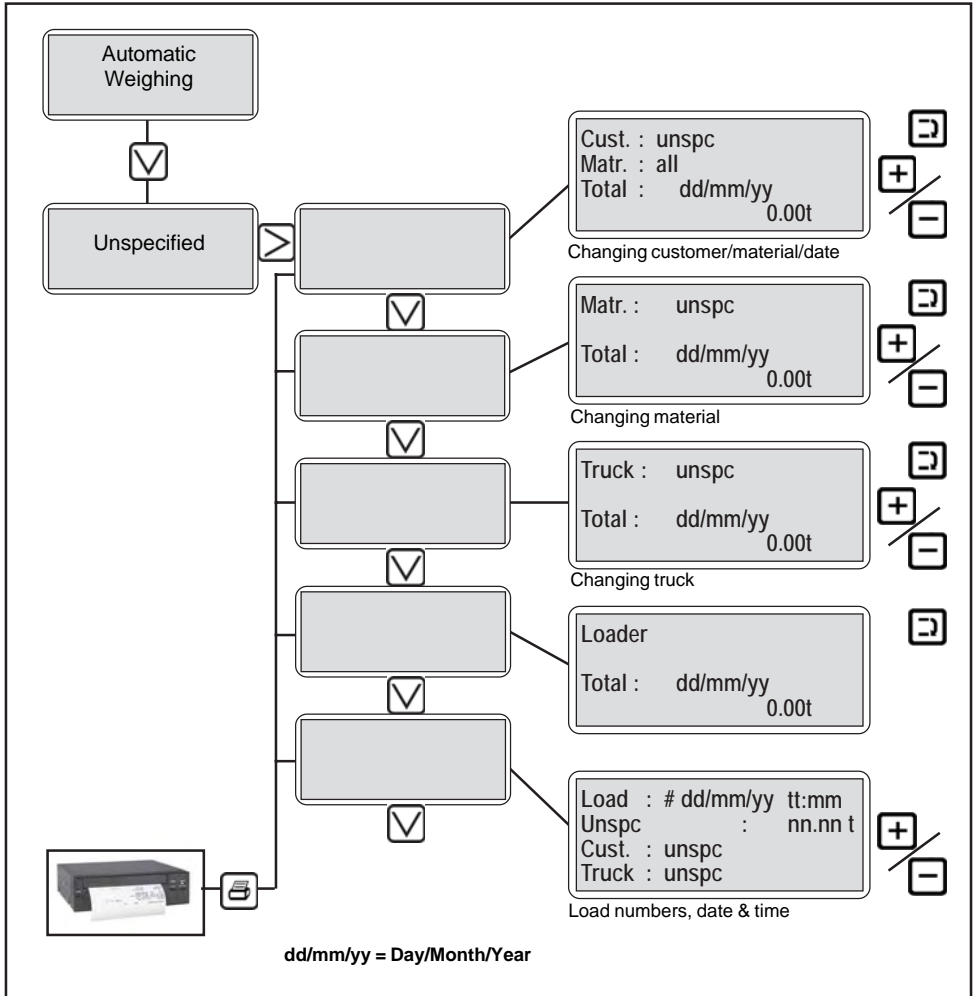 Automatic
Weighing
Unspecified
Cust. : unspc
Matr. : all
Total : dd/mm/yy
0.00t
Changing customer/material/date
Matr. : unspc
Total : dd/mm/yy
0.00t
Changing material
Truck : unspc
Total : dd/mm/yy
0.00t
Changing truck
Loader
Total : dd/mm/yy
0.00t
Load : # dd/mm/yy tt:mm
Unspc : nn.nn t
Cust. : unspc
Truck : unspc
Load numbers, date & time
dd/mm/yy = Day/Month/Year